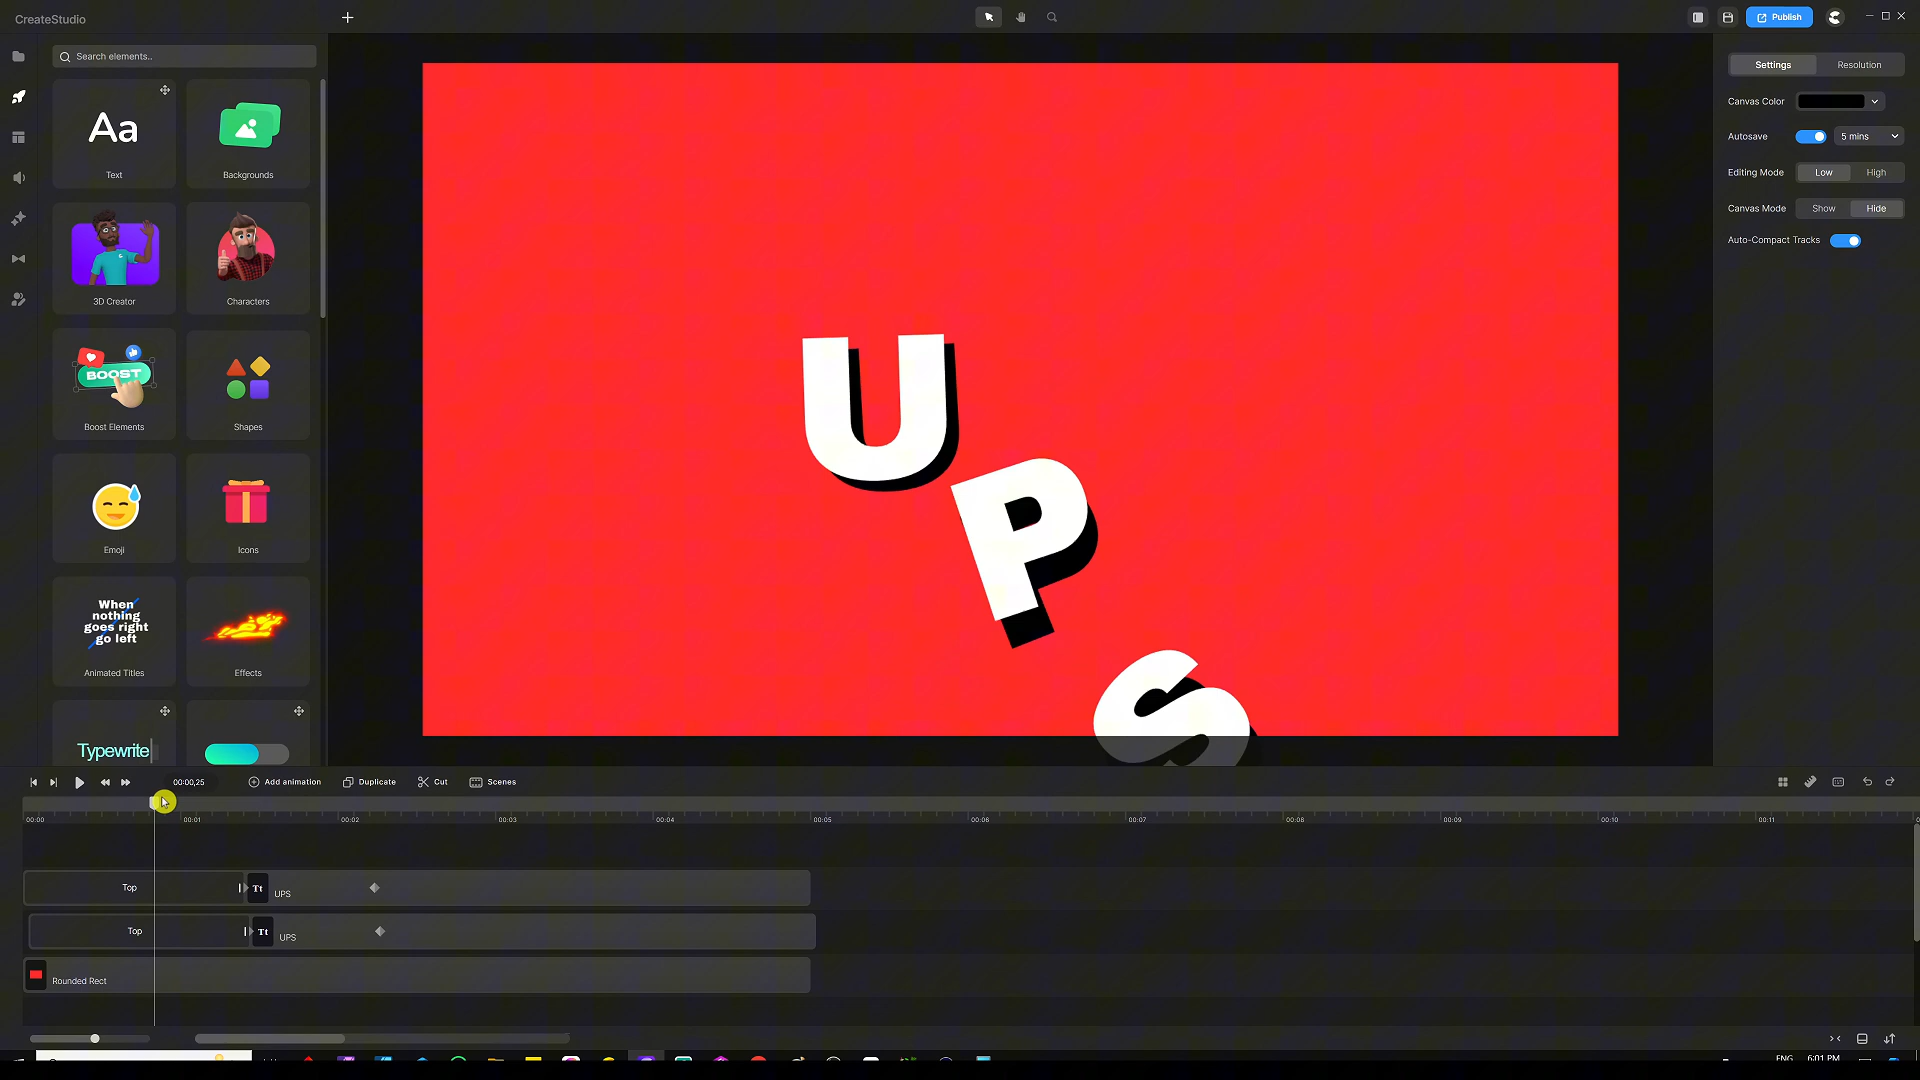 CreateStudio
Publish
Search elements..
Settings
Resolution
Aa
Text
Backgrounds
Canvas Color
Autosave
5 mins
Editing Mode
Low
High
Canvas Mode
Show
Hide
Auto-Compact Tracks
3D Creator
Characters
BOOST
Boost Elements
Shapes
Emoji
Icons
When
nothing
goes right
go left
Animated Titles
Effects
Typewrite
U
P
S
00:00,25
Add animation
Duplicate
Cut
Scenes
00:00
00:01
00:02
00:03
00:04
00:05
00:06
00:07
00:08
00:09
00:10
00:11
Top
Tt
UPS
Top
Tt
UPS
Rounded Rect
ENG
6:01 PM